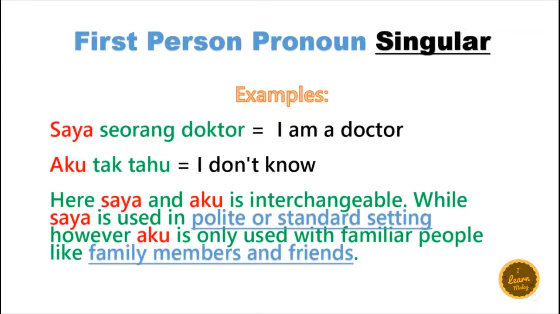 First Person Pronoun Singular
Examples:
Saya seorang doktor = I am a doctor
Aku tak tahu = I don't know
Here saya and aku is interchangeable. While
saya is used in polite or standard setting
however aku is only used with familiar people
like family members and friends.
I
learn
Malay